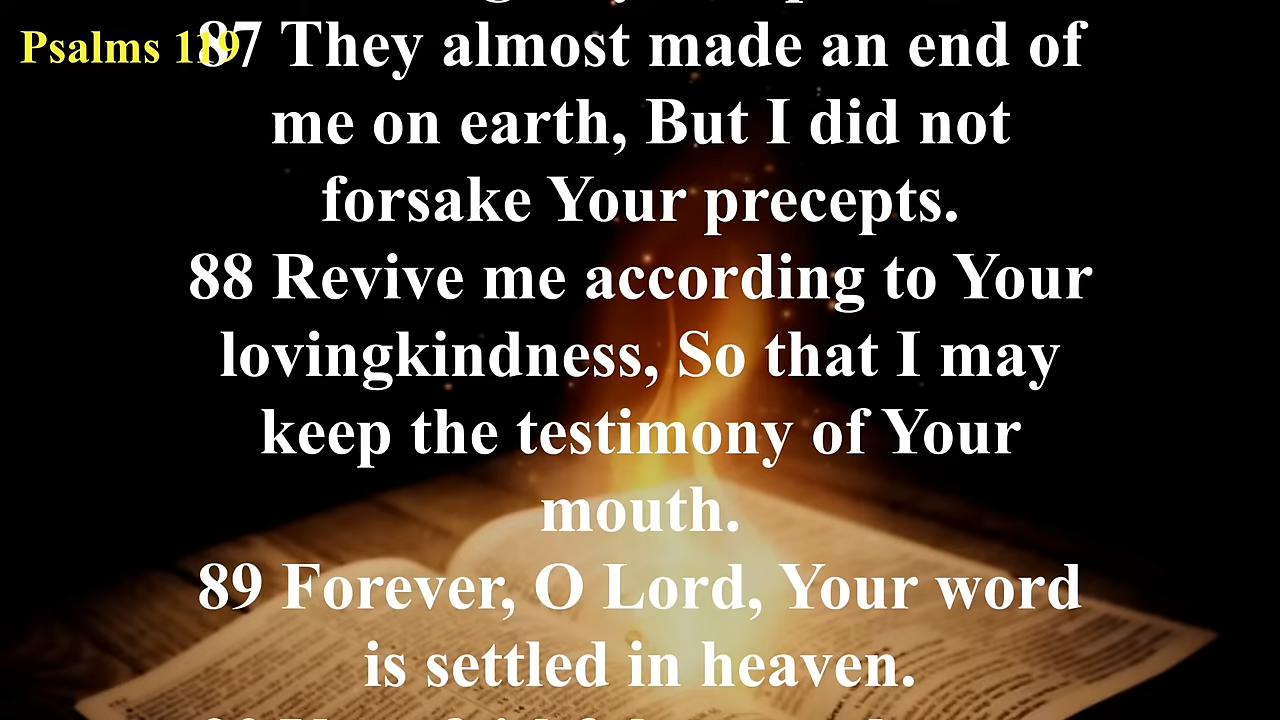 Psalms 119
87 They almost made an end of
me on earth, But I did not
forsake Your precepts.
88 Revive me according to Your
lovingkindness, So that I may
keep the testimony of Your
mouth.
89 Forever, O Lord, Your word
is settled in heaven.